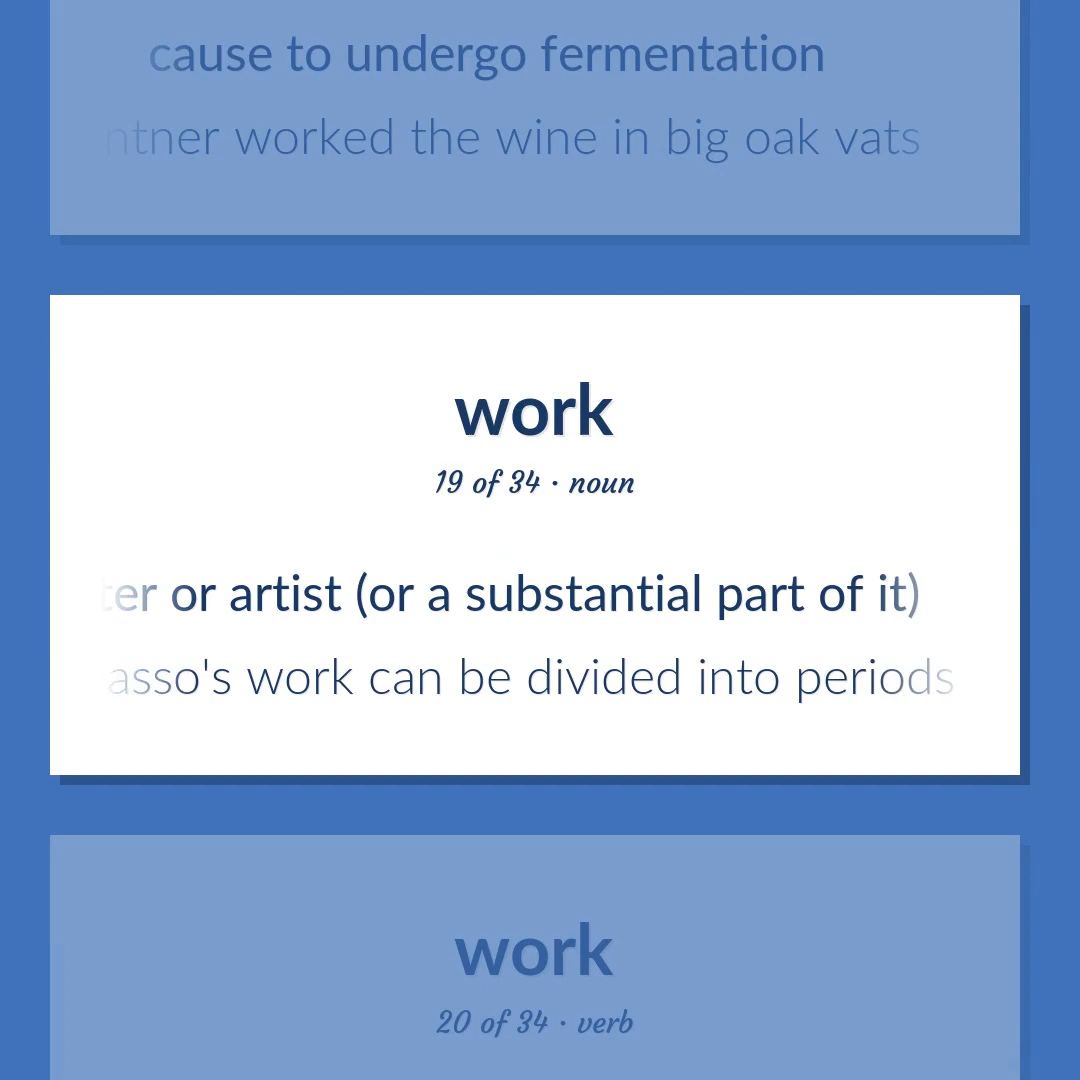 cause to undergo fermentation
ntner worked the wine in big oak vats
work
19 of 34 · noun
ter or artist (or a substantial part of it)
asso's work can be divided into periods
work
20 of 34 · verb